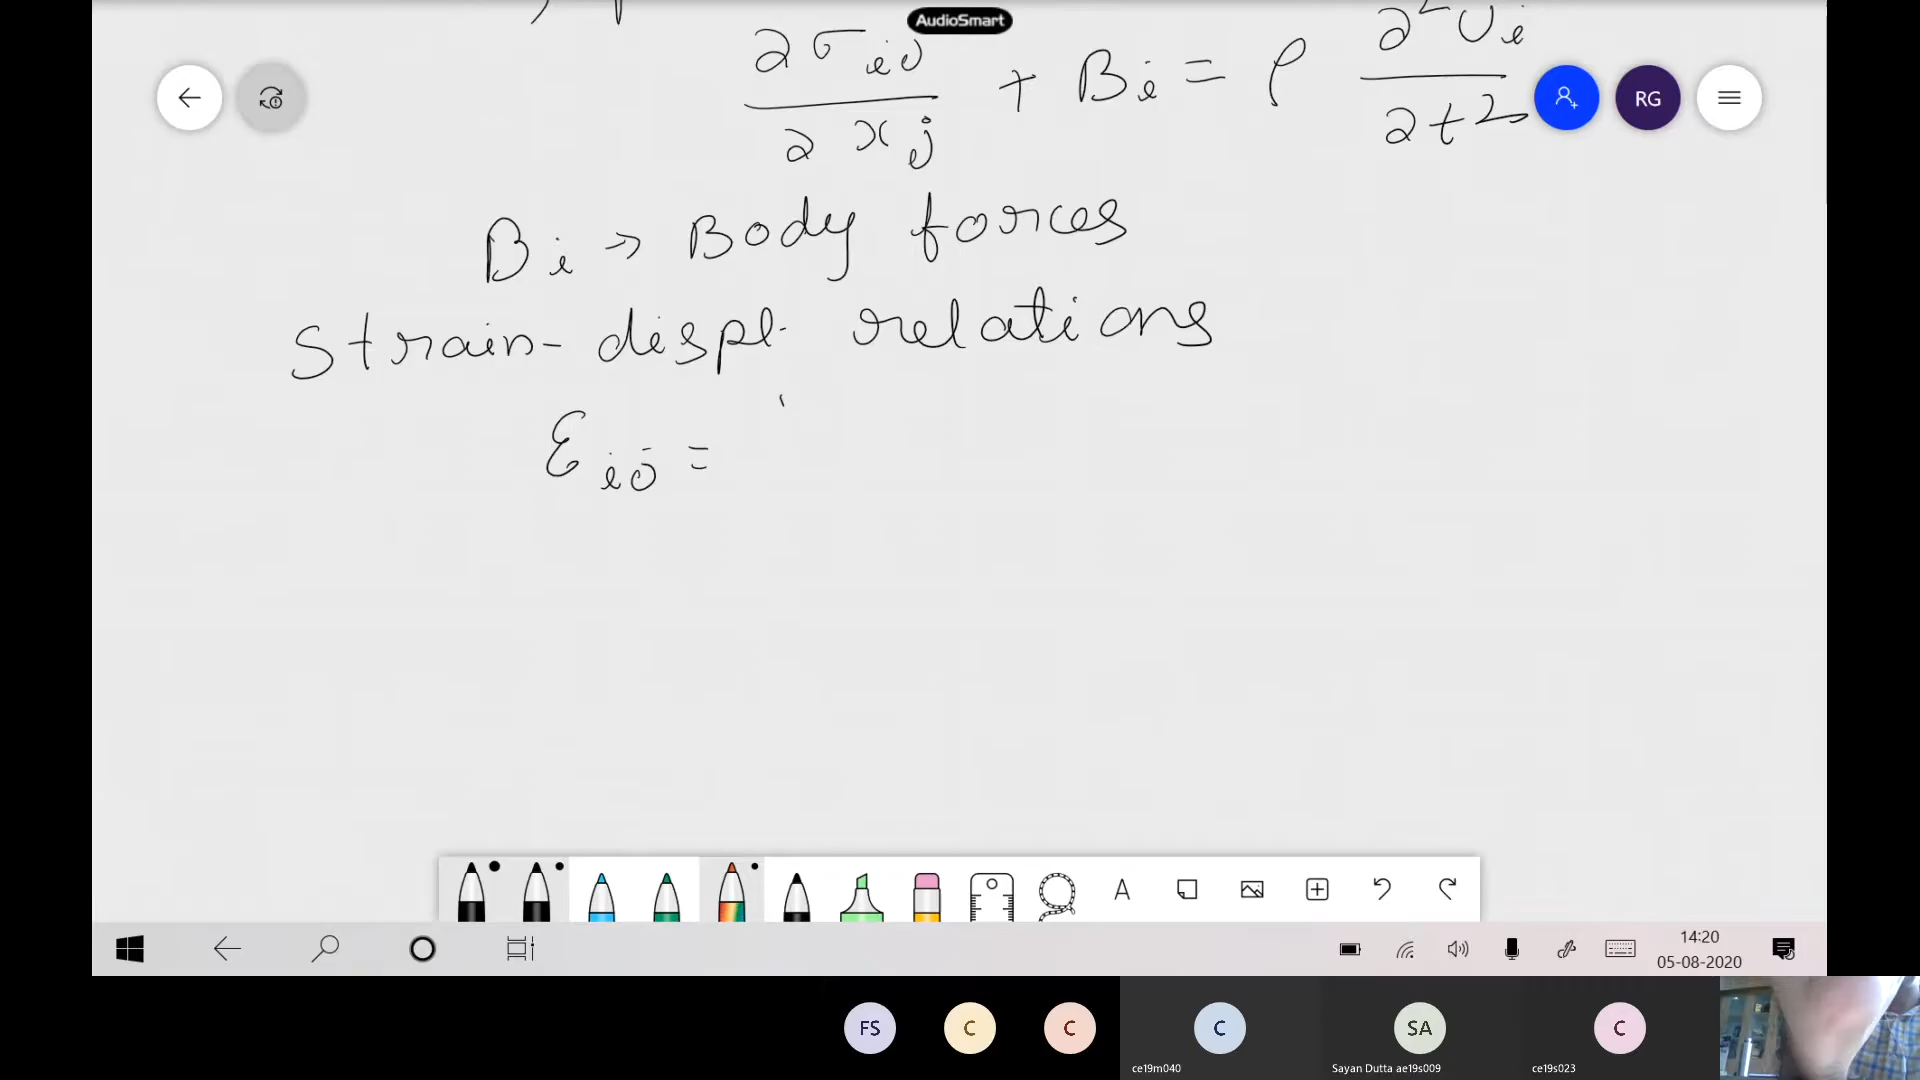 AudioSmart
∂σij/∂xj + Bi = ρ ∂²Ui/∂t²
RG
Bi → Body forces
Strain-displ. relations
εij =
A
14:20
05-08-2020
FS
C
C
C
SA
C
ce19m040
Sayan Dutta ae19s009
ce19s023